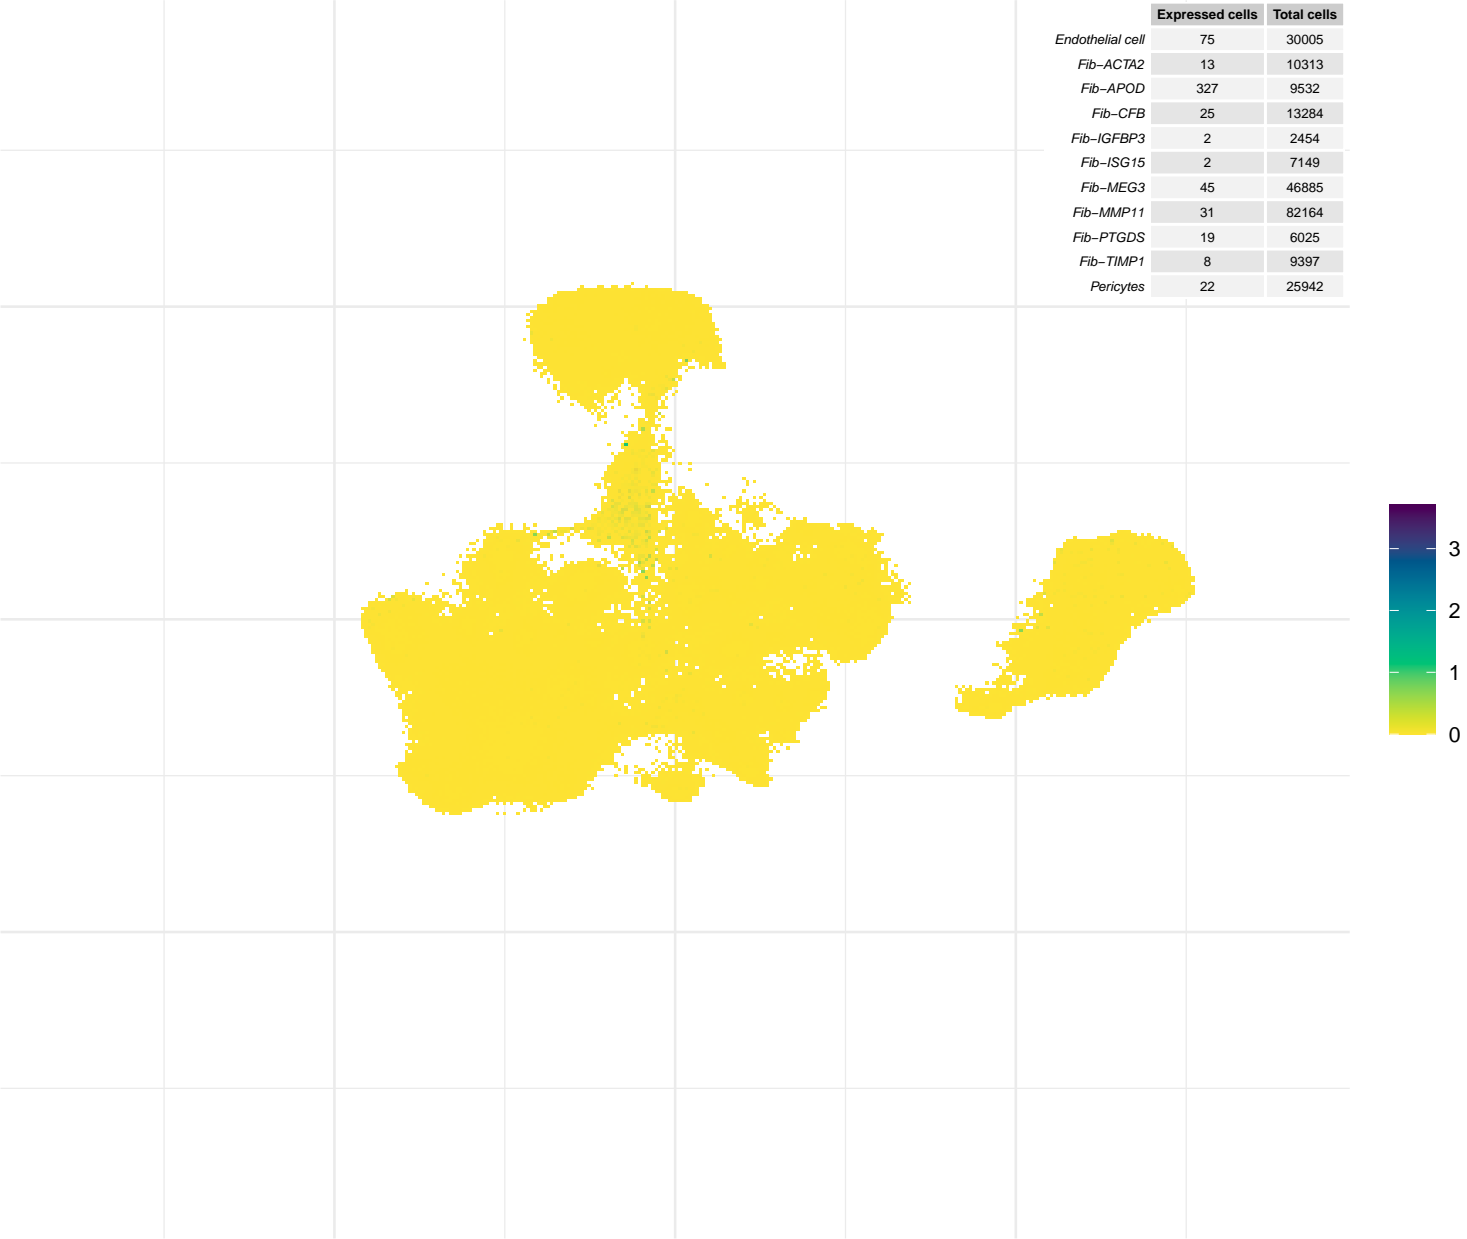 Expressed cells Total cells
Endothelial cell 75 30005
Fib−ACTA2 13 10313
Fib−APOD 327 9532
Fib−CFB 25 13284
Fib−IGFBP3 2 2454
Fib−ISG15 2 7149
Fib−MEG3 45 46885
Fib−MMP11 31 82164
Fib−PTGDS 19 6025
Fib−TIMP1 8 9397
Pericytes 22 25942
3
2
1
0